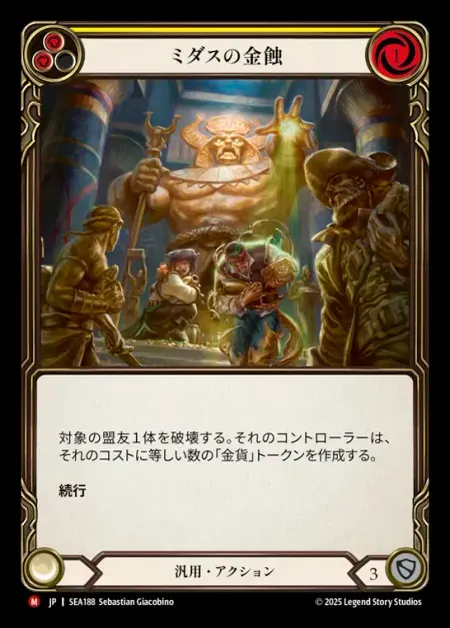 ミダスの金蝕
1
対象の盟友1体を破壊する。それのコントローラーは、
それのコストに等しい数の「金貨」トークンを作成する。
続行
汎用・アクション
3
M JP | SEA188 Sebastian Giacobino
© 2025 Legend Story Studios